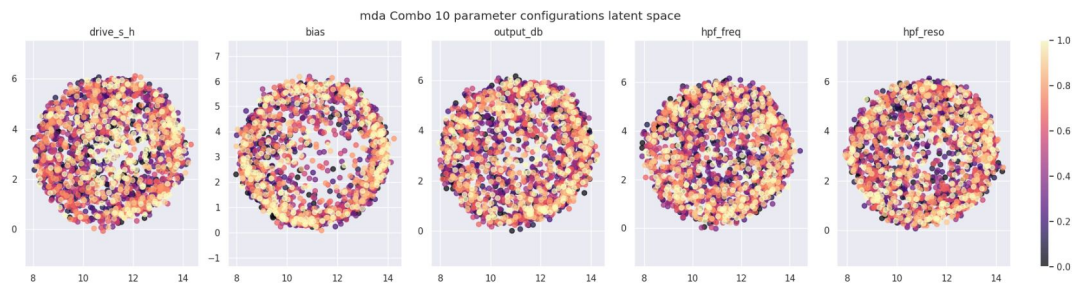 mda Combo 10 parameter configurations latent space
drive_s_h bias output_db hpf_freq hpf_reso
6 4 2 0
8 10 12 14
7 6 5 4 3 2 1 0 −1
8 10 12 14
6 4 2 0
8 10 12 14
6 4 2 0
8 10 12 14
6 4 2 0
8 10 12 14
1.0
0.8
0.6
0.4
0.2
0.0